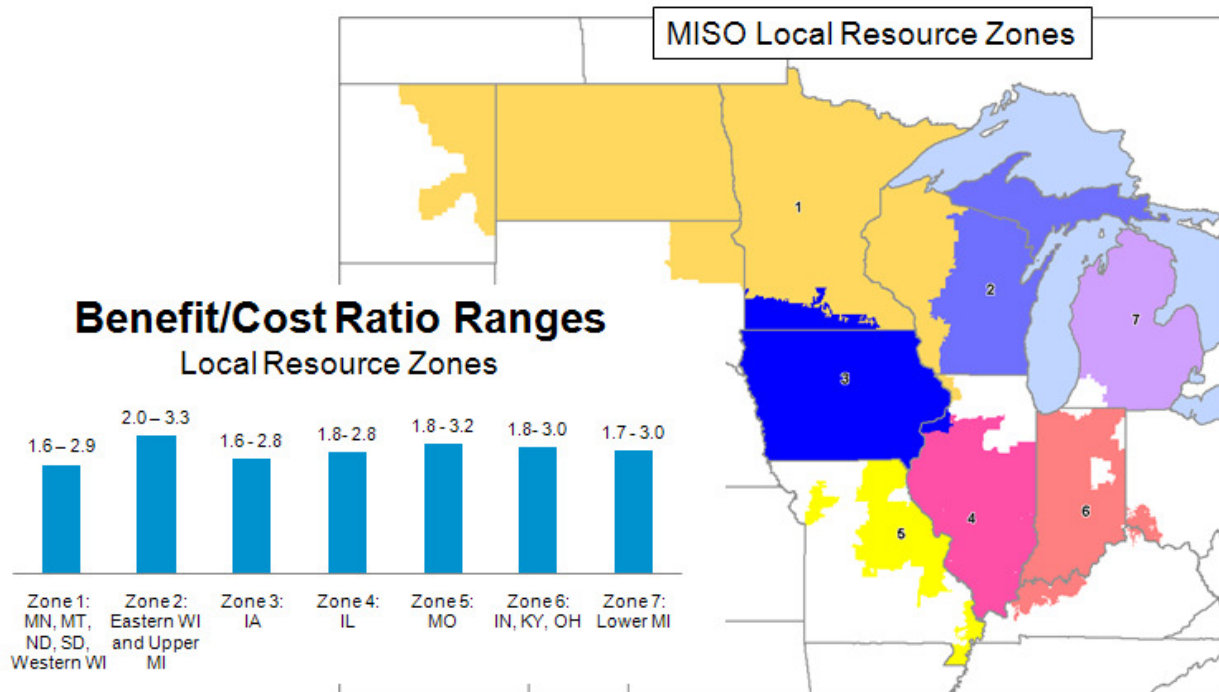 MISO Local Resource Zones
1
2
7
3
4
6
5
Benefit/Cost Ratio Ranges
Local Resource Zones
1.6 – 2.9
2.0 – 3.3
1.6 - 2.8
1.8- 2.8
1.8 - 3.2
1.8- 3.0
1.7 - 3.0
Zone 1:
MN, MT,
ND, SD,
Western WI
Zone 2:
Eastern WI
and Upper
MI
Zone 3:
IA
Zone 4:
IL
Zone 5:
MO
Zone 6:
IN, KY, OH
Zone 7:
Lower MI